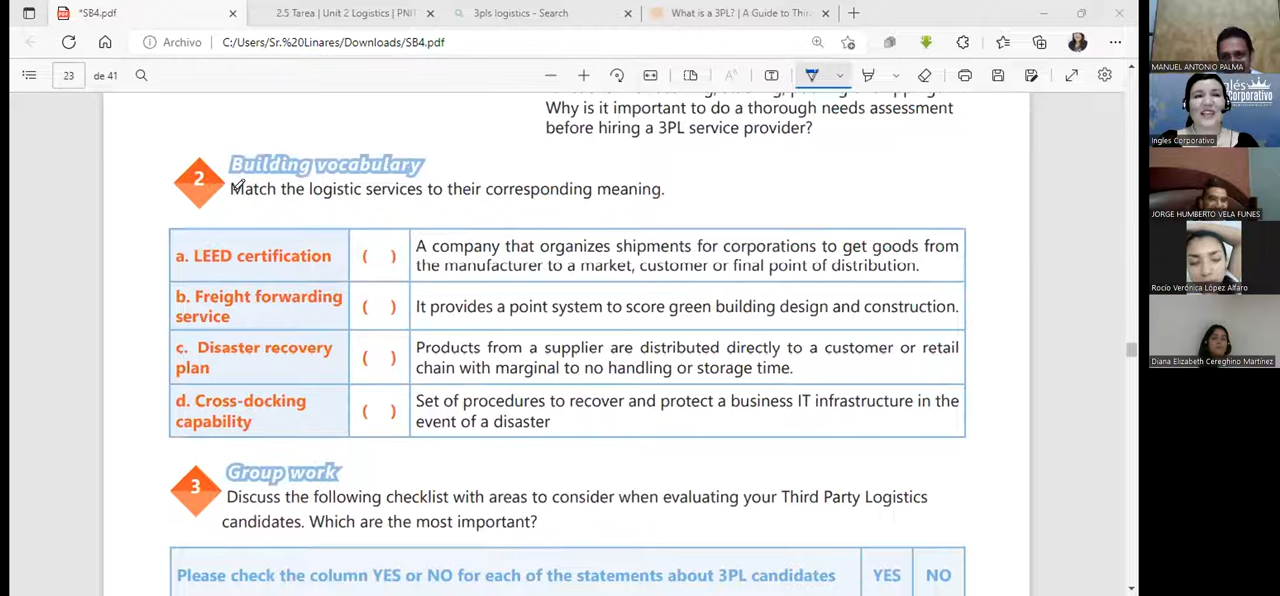 *SB4.pdf
2.5 Tarea | Unit 2 Logistics | PNIT
3pls logistics - Search
What is a 3PL? | A Guide to Thir
Archivo
C:/Users/Sr.%20Linares/Downloads/SB4.pdf
23 de 41
Why is it important to do a thorough needs assessment
before hiring a 3PL service provider?
2
Building vocabulary
Match the logistic services to their corresponding meaning.
a. LEED certification ( ) A company that organizes shipments for corporations to get goods from
the manufacturer to a market, customer or final point of distribution.
b. Freight forwarding
service ( ) It provides a point system to score green building design and construction.
c. Disaster recovery
plan ( ) Products from a supplier are distributed directly to a customer or retail
chain with marginal to no handling or storage time.
d. Cross-docking
capability ( ) Set of procedures to recover and protect a business IT infrastructure in the
event of a disaster
3
Group work
Discuss the following checklist with areas to consider when evaluating your Third Party Logistics
candidates. Which are the most important?
Please check the column YES or NO for each of the statements about 3PL candidates YES NO
MANUEL ANTONIO PALMA
Ingles Corporativo
JORGE HUMBERTO VELA FUNES
Rocío Verónica López Alfaro
Diana Elizabeth Cereghino Martínez